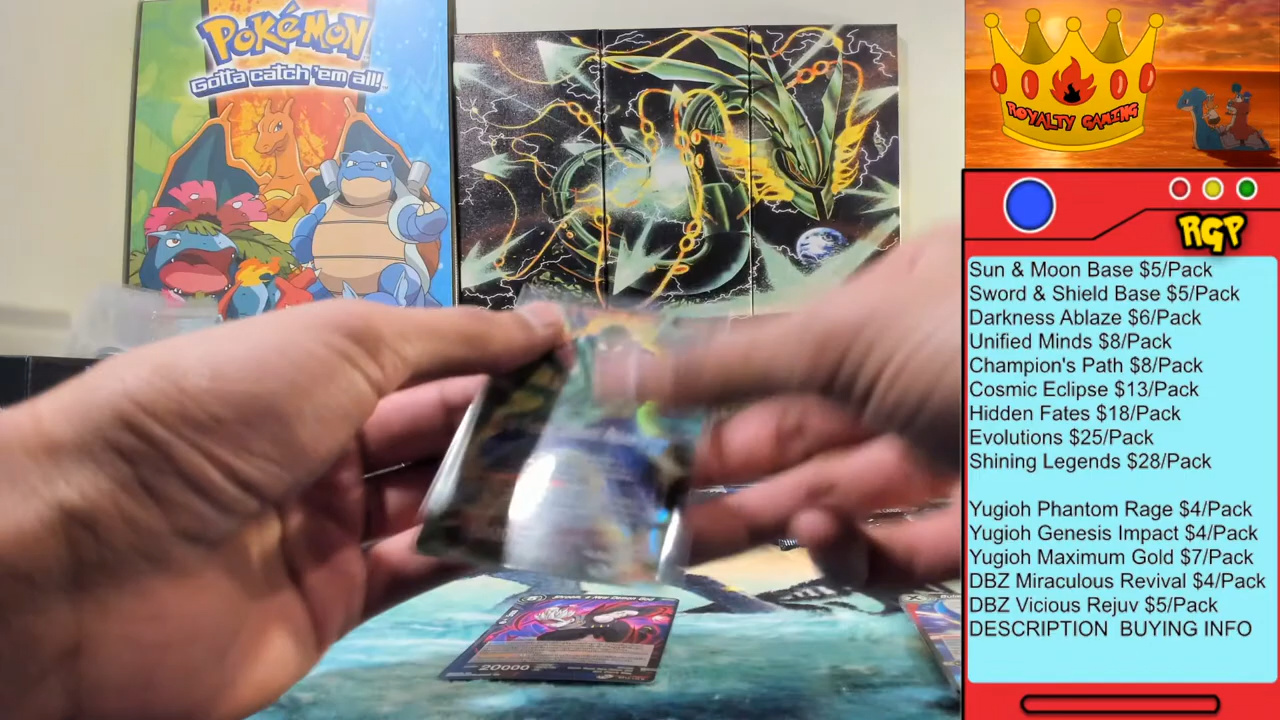 POKéMON
Gotta catch 'em all!
ROYALTY GAMING
RGP
Sun & Moon Base $5/Pack
Sword & Shield Base $5/Pack
Darkness Ablaze $6/Pack
Unified Minds $8/Pack
Champion's Path $8/Pack
Cosmic Eclipse $13/Pack
Hidden Fates $18/Pack
Evolutions $25/Pack
Shining Legends $28/Pack
Yugioh Phantom Rage $4/Pack
Yugioh Genesis Impact $4/Pack
Yugioh Maximum Gold $7/Pack
DBZ Miraculous Revival $4/Pack
DBZ Vicious Rejuv $5/Pack
DESCRIPTION BUYING INFO
20000